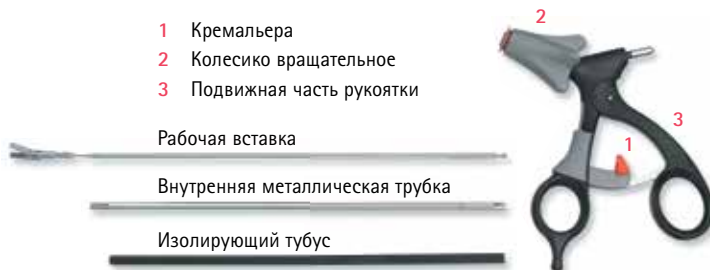 1 Кремальера
2 Колесико вращательное
3 Подвижная часть рукоятки
Рабочая вставка
Внутренняя металлическая трубка
Изолирующий тубус
2
3
1